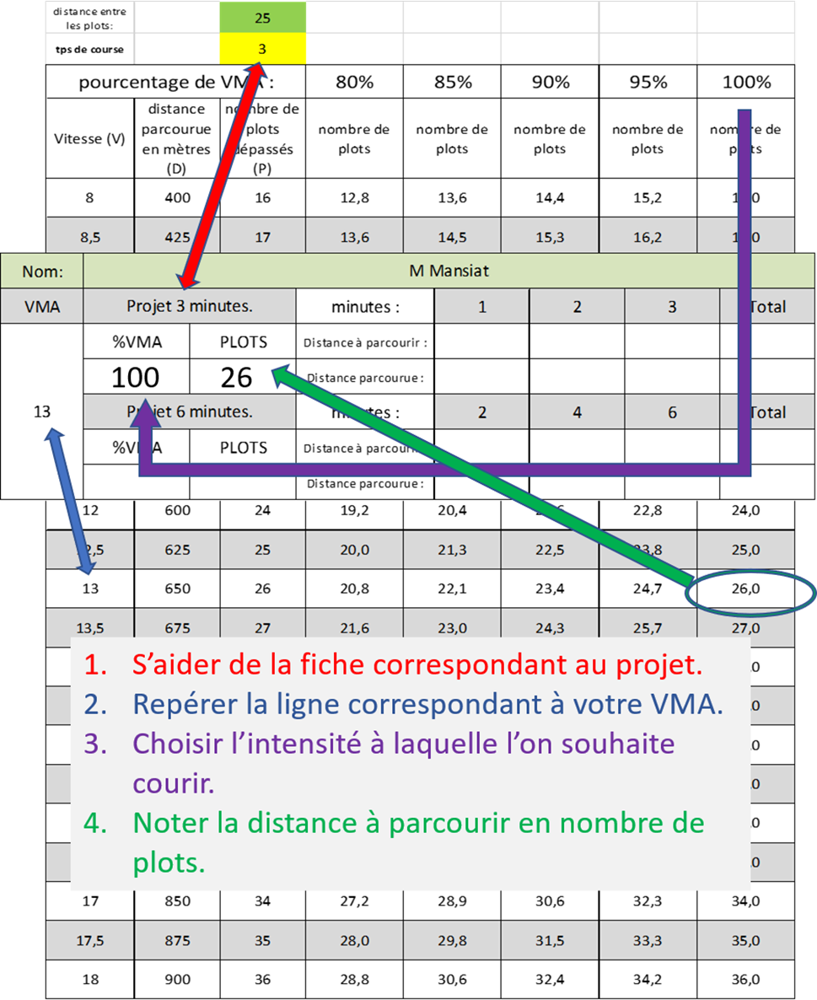 distance entre les plots: 25
tps de course 3
pourcentage de VMA : 80% 85% 90% 95% 100%
Vitesse (V) distance parcourue en mètres (D) nombre de plots dépassés (P) nombre de plots nombre de plots nombre de plots nombre de plots nombre de plots
8 400 16 12,8 13,6 14,4 15,2
8,5 425 17 13,6 14,5 15,3 16,2
Nom: M Mansiat
VMA Projet 3 minutes. minutes : 1 2 3 Total
%VMA PLOTS Distance à parcourir :
100 26 Distance parcourue :
13 Projet 6 minutes. minutes : 2 4 6 Total
%VMA PLOTS Distance à parcourir
Distance parcourue :
12 600 24 19,2 20,4 22,8 24,0
12,5 625 25 20,0 21,3 22,5 23,8 25,0
13 650 26 20,8 22,1 23,4 24,7 26,0
13,5 675 27 21,6 23,0 24,3 25,7 27,0
1. S’aider de la fiche correspondant au projet.
2. Repérer la ligne correspondant à votre VMA.
3. Choisir l’intensité à laquelle l’on souhaite
courir.
4. Noter la distance à parcourir en nombre de
plots.
17 850 34 27,2 28,9 30,6 32,3 34,0
17,5 875 35 28,0 29,8 31,5 33,3 35,0
18 900 36 28,8 30,6 32,4 34,2 36,0